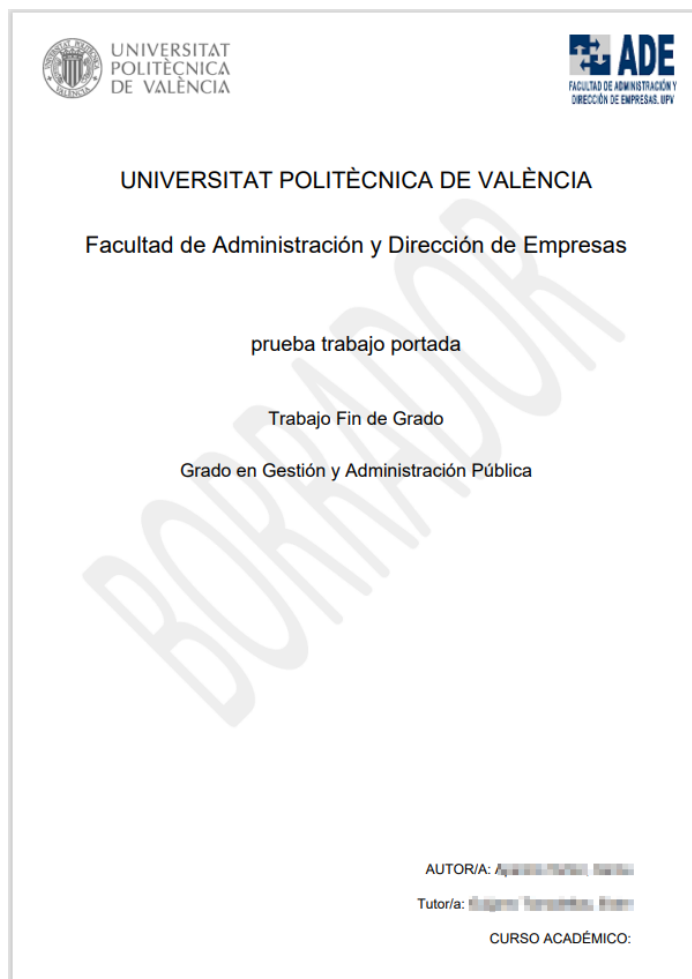 UNIVERSITAT
POLITÈCNICA
DE VALÈNCIA
ADE
FACULTAD DE ADMINISTRACIÓN Y
DIRECCIÓN DE EMPRESAS. UPV
UNIVERSITAT POLITÈCNICA DE VALÈNCIA
Facultad de Administración y Dirección de Empresas
prueba trabajo portada
Trabajo Fin de Grado
Grado en Gestión y Administración Pública
BORRADOR
AUTOR/A:
Tutor/a:
CURSO ACADÉMICO: